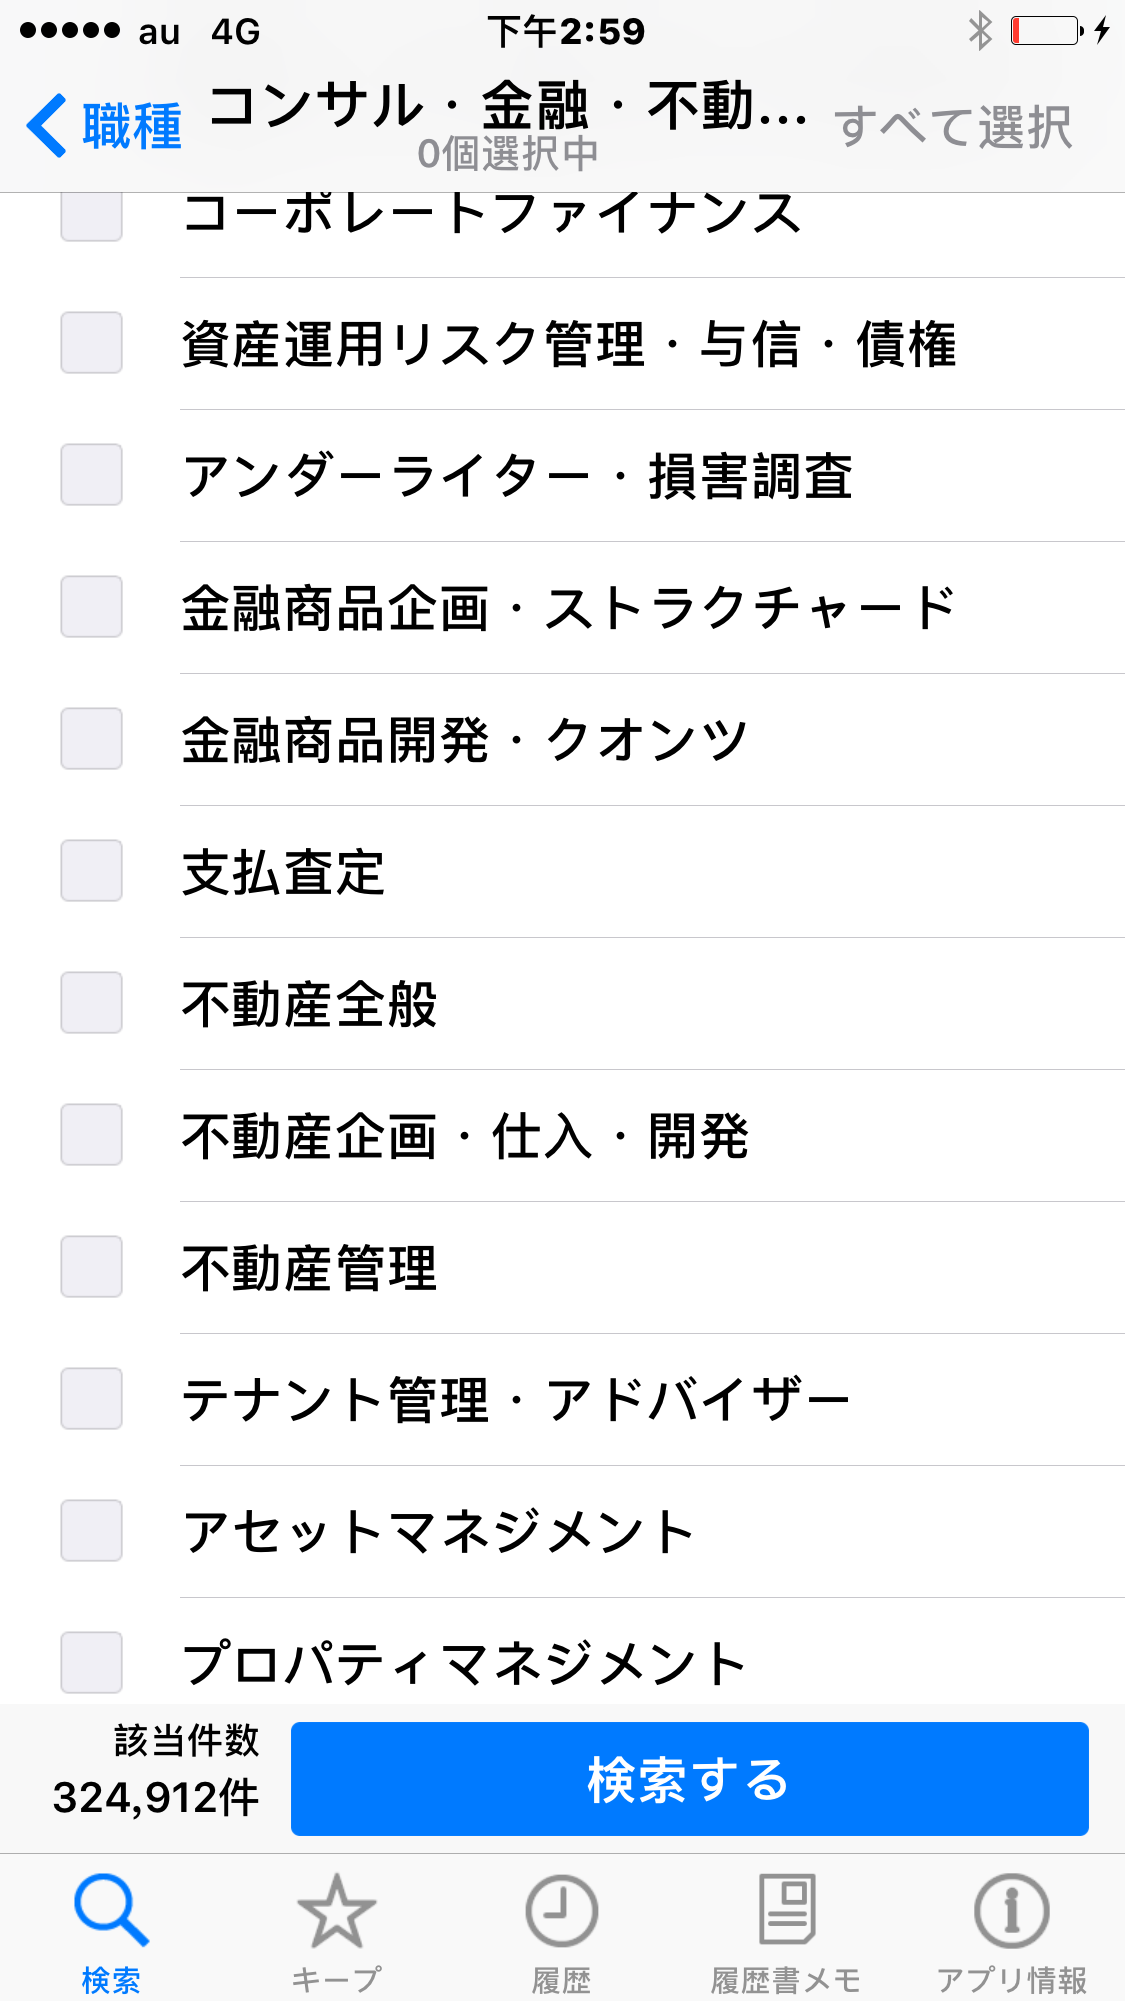 au 4G 下午2:59
職種
コンサル・金融・不動...
0個選択中
すべて選択
コーポレートファイナンス
資産運用リスク管理・与信・債権
アンダーライター・損害調査
金融商品企画・ストラクチャード
金融商品開発・クオンツ
支払査定
不動産全般
不動産企画・仕入・開発
不動産管理
テナント管理・アドバイザー
アセットマネジメント
プロパティマネジメント
該当件数
324,912件
検索する
検索
キープ
履歴
履歴書メモ
アプリ情報